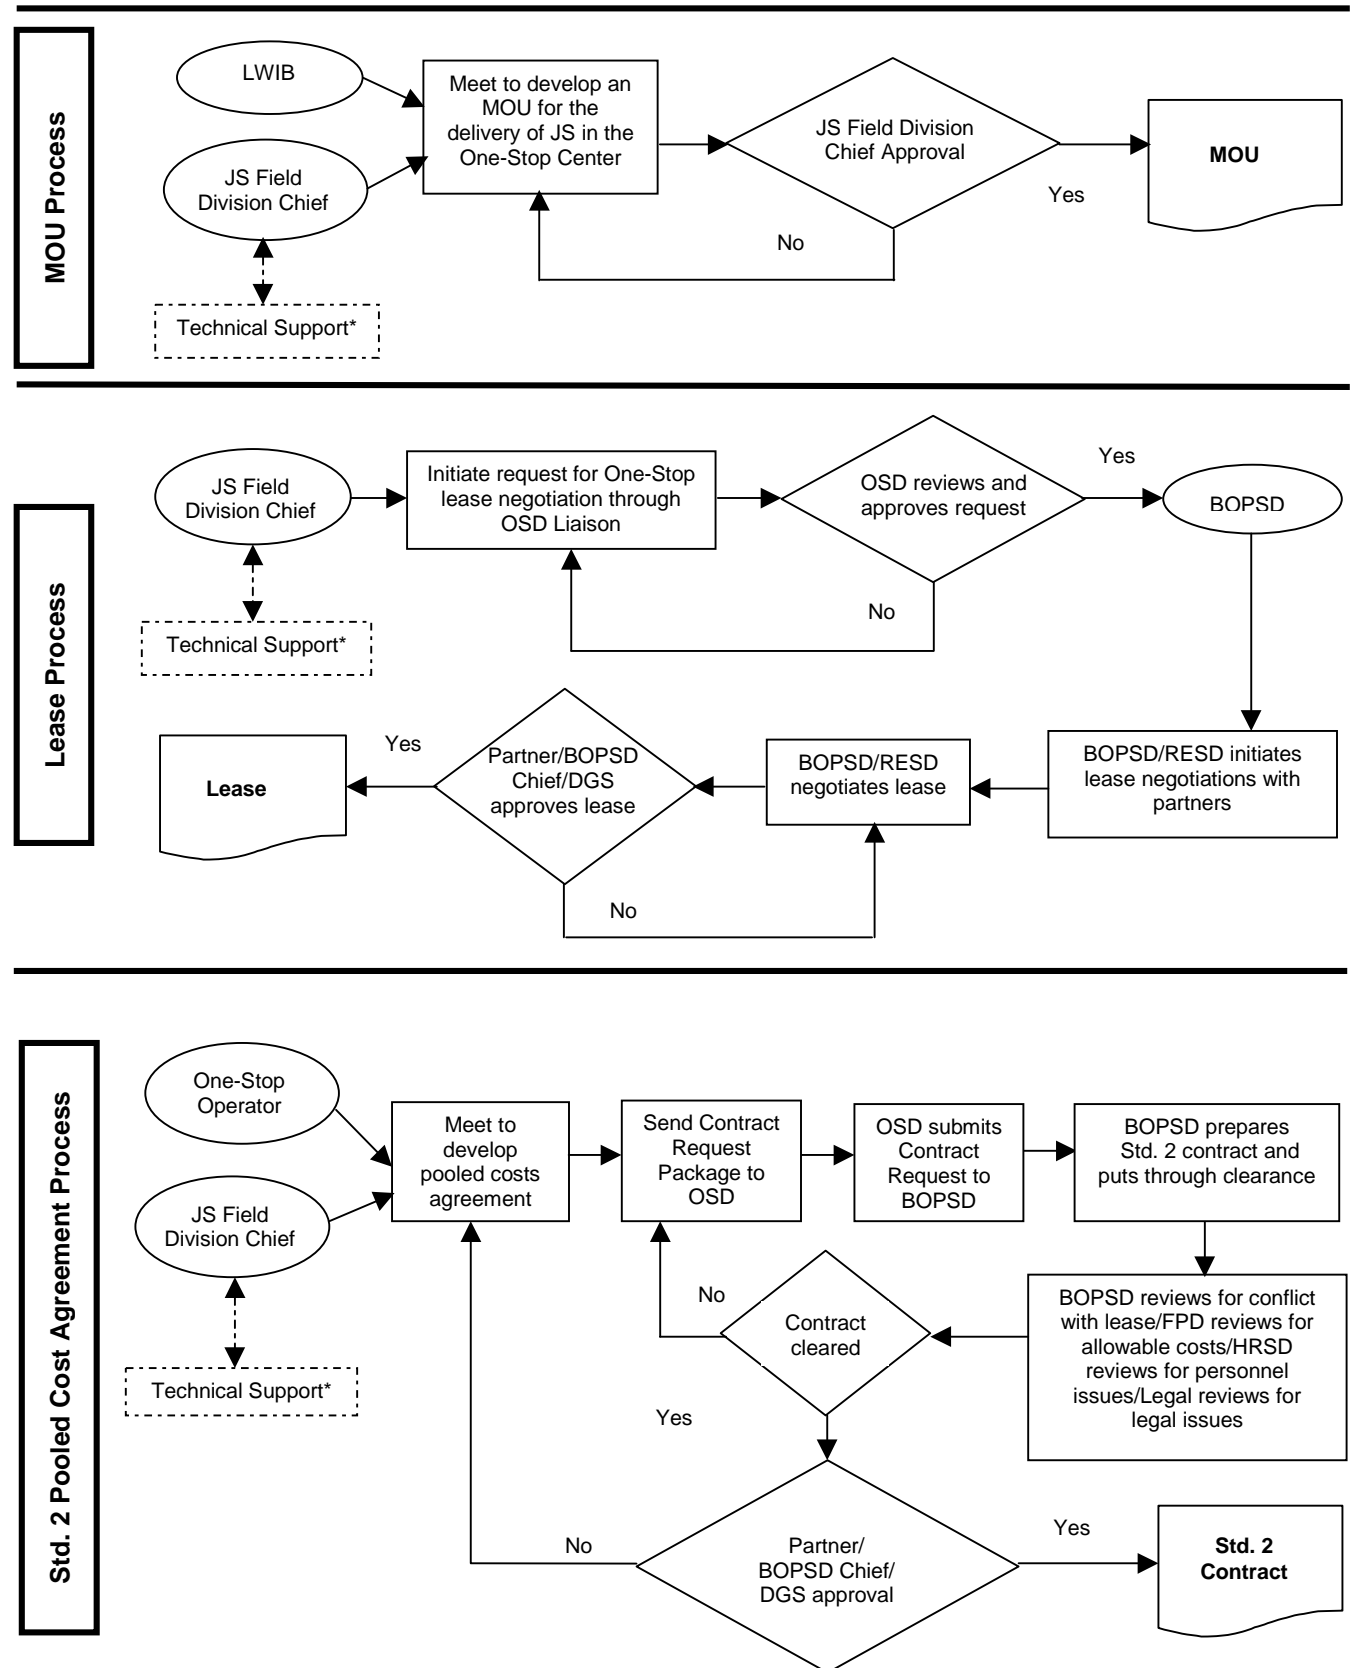 MOU Process
LWIB
JS Field
Division Chief
Technical Support*
Meet to develop an
MOU for the
delivery of JS in the
One-Stop Center
JS Field Division
Chief Approval
No
Yes
MOU
Lease Process
JS Field
Division Chief
Technical Support*
Initiate request for One-Stop
lease negotiation through
OSD Liaison
OSD reviews and
approves request
No
Yes
BOPSD
BOPSD/RESD initiates
lease negotiations with
partners
BOPSD/RESD
negotiates lease
Partner/BOPSD
Chief/DGS
approves lease
No
Yes
Lease
Std. 2 Pooled Cost Agreement Process
One-Stop
Operator
JS Field
Division Chief
Technical Support*
Meet to
develop
pooled costs
agreement
Send Contract
Request
Package to
OSD
OSD submits
Contract
Request to
BOPSD
BOPSD prepares
Std. 2 contract and
puts through clearance
BOPSD reviews for conflict
with lease/FPD reviews for
allowable costs/HRSD
reviews for personnel
issues/Legal reviews for
legal issues
Contract
cleared
No
Yes
Partner/
BOPSD Chief/
DGS approval
No
Yes
Std. 2
Contract